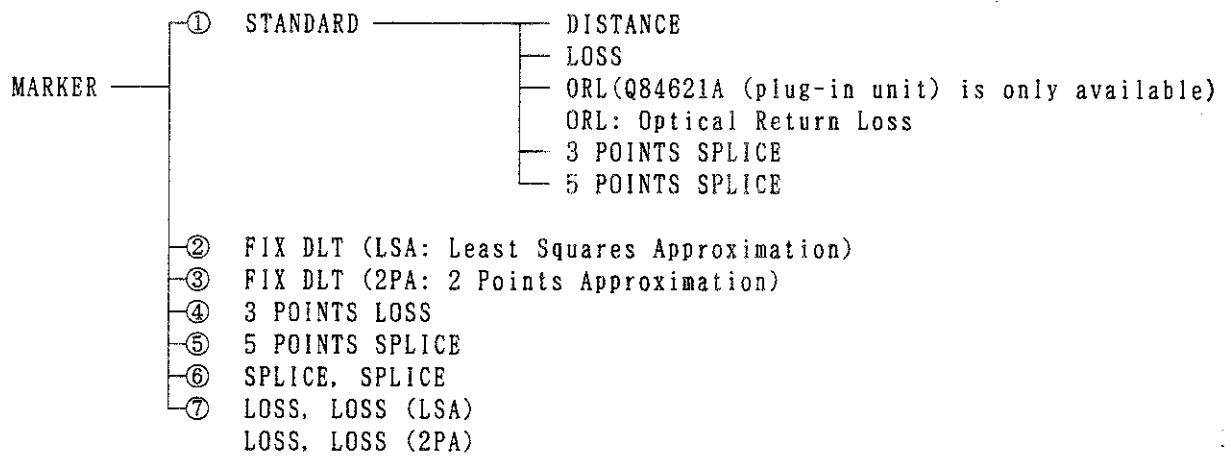 ① STANDARD DISTANCE
LOSS
MARKER ORL(Q84621A (plug-in unit) is only available)
ORL: Optical Return Loss
3 POINTS SPLICE
5 POINTS SPLICE
② FIX DLT (LSA: Least Squares Approximation)
③ FIX DLT (2PA: 2 Points Approximation)
④ 3 POINTS LOSS
⑤ 5 POINTS SPLICE
⑥ SPLICE, SPLICE
⑦ LOSS, LOSS (LSA)
LOSS, LOSS (2PA)